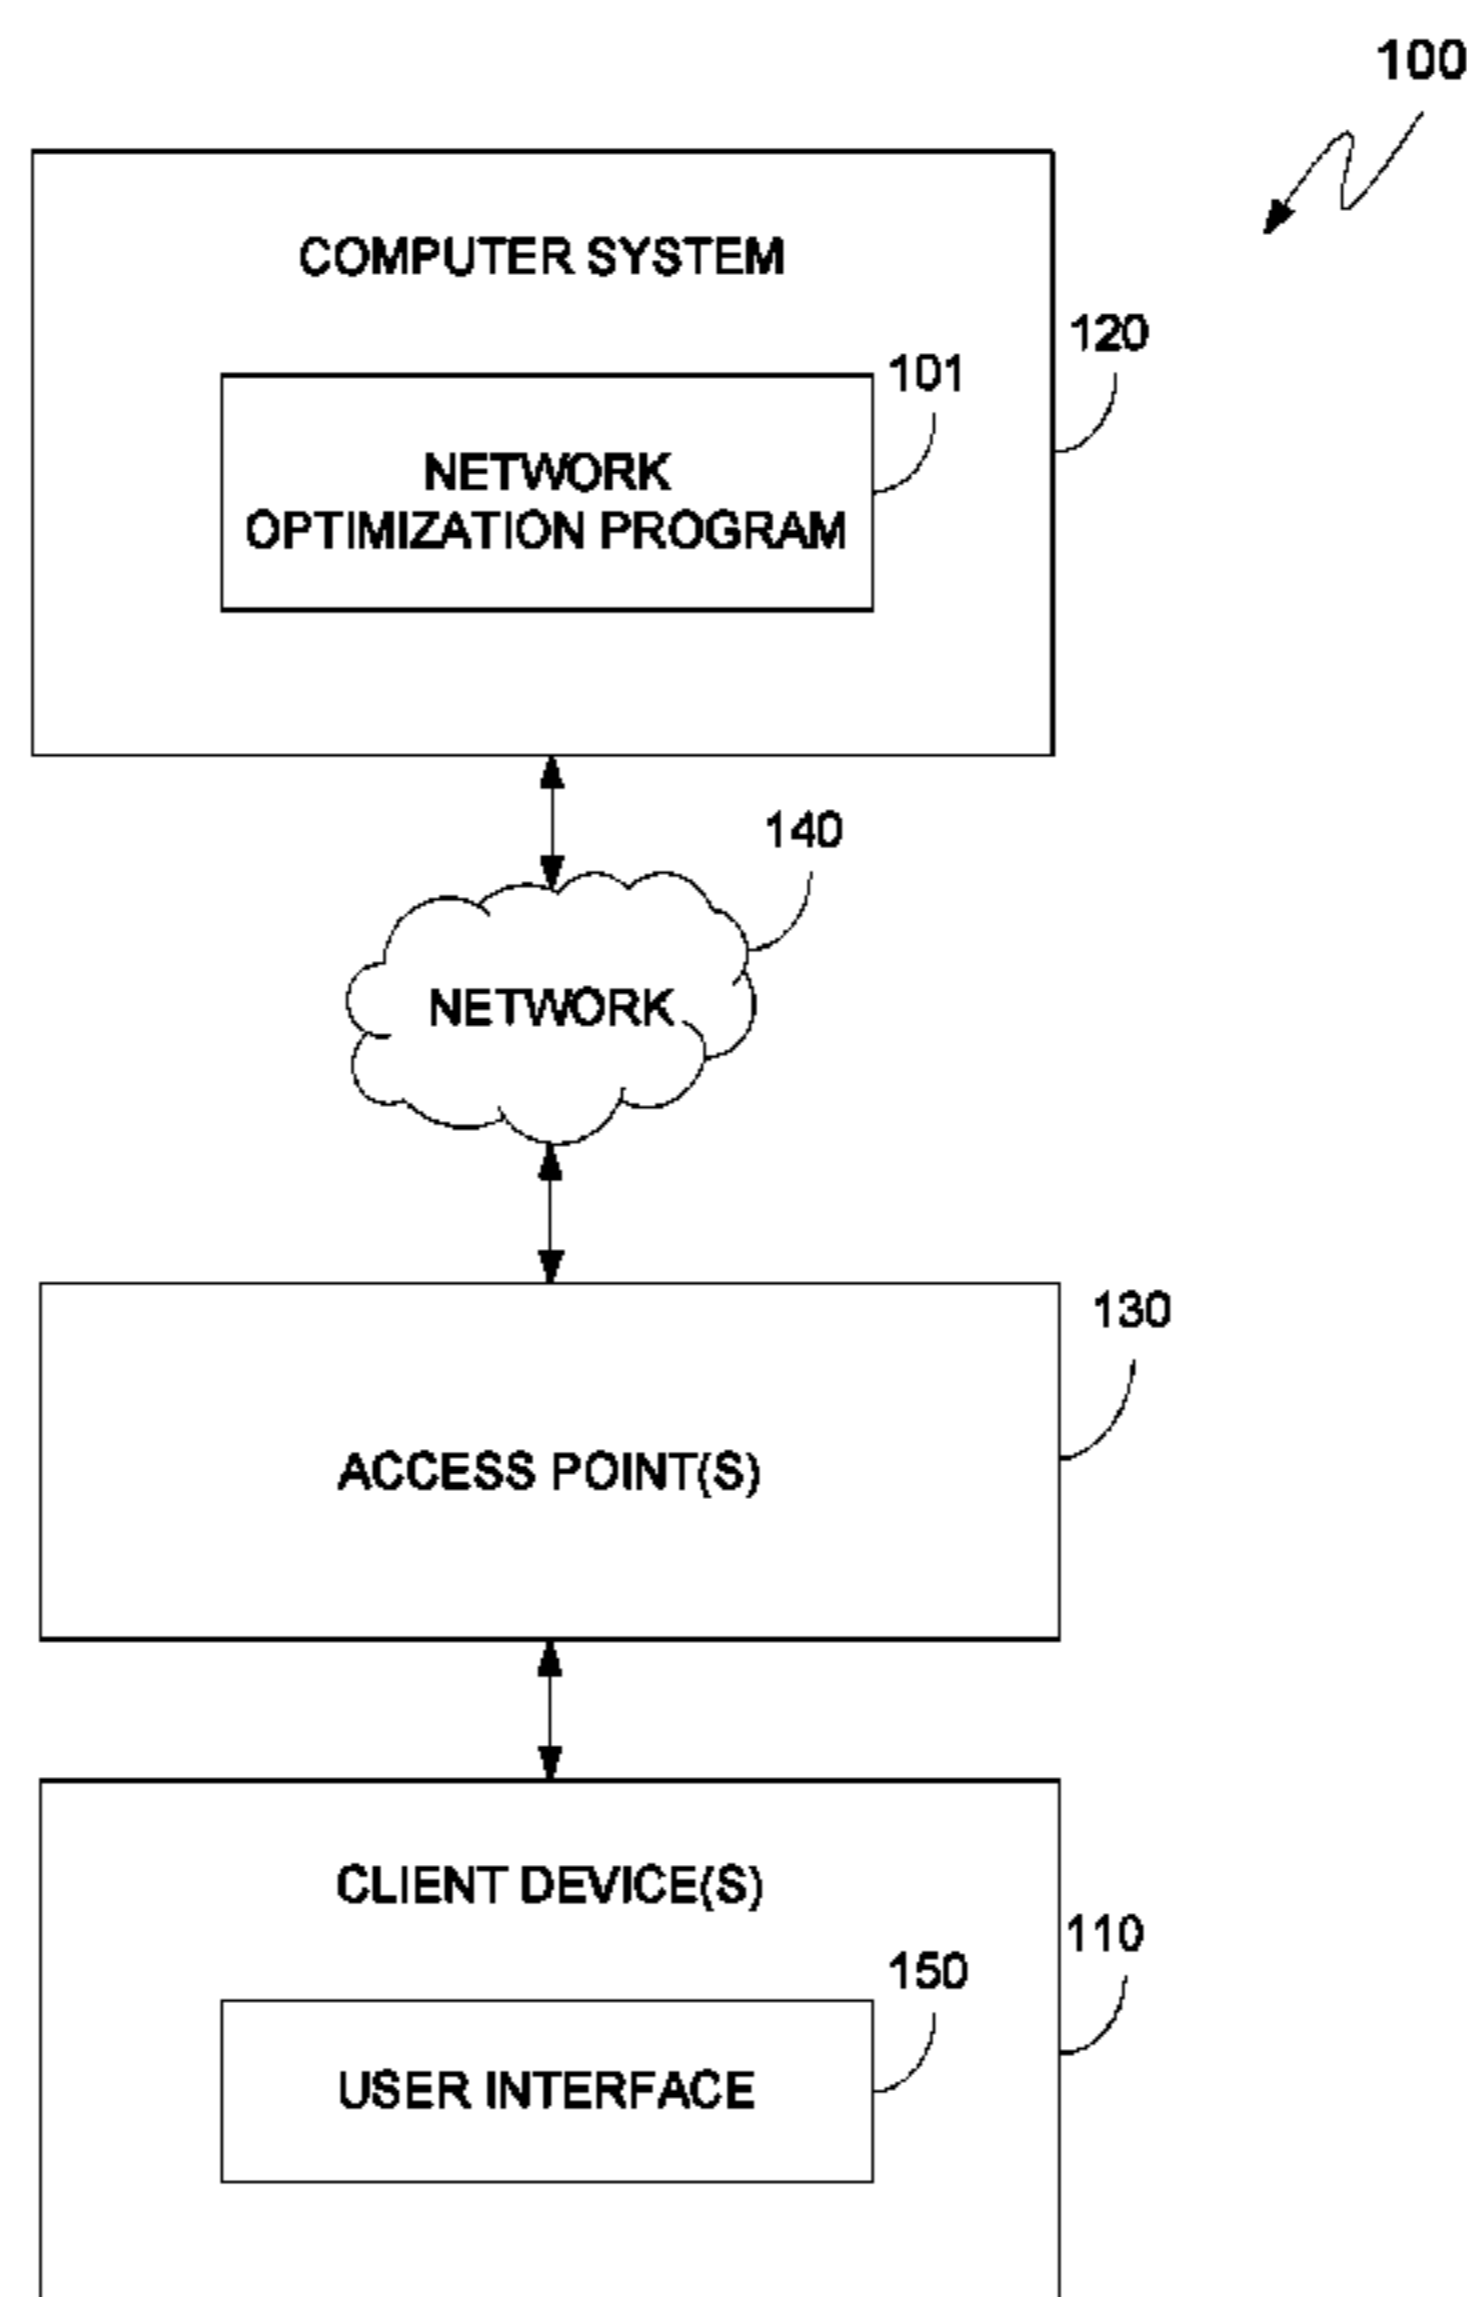 100
COMPUTER SYSTEM
120
101
NETWORK
OPTIMIZATION PROGRAM
140
NETWORK
130
ACCESS POINT(S)
CLIENT DEVICE(S)
110
150
USER INTERFACE